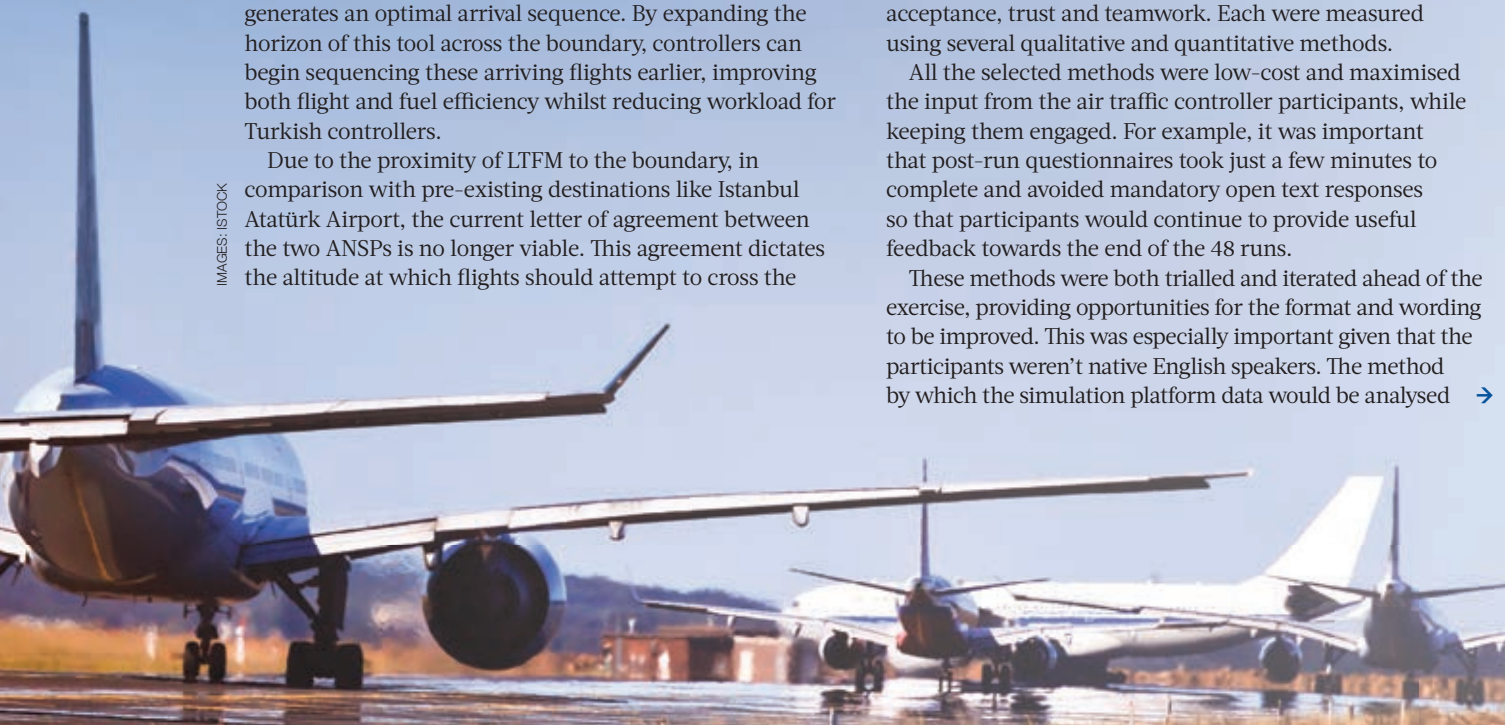 generates an optimal arrival sequence. By expanding the
horizon of this tool across the boundary, controllers can
begin sequencing these arriving flights earlier, improving
both flight and fuel efficiency whilst reducing workload for
Turkish controllers.
Due to the proximity of LTFM to the boundary, in
comparison with pre-existing destinations like Istanbul
Atatürk Airport, the current letter of agreement between
the two ANSPs is no longer viable. This agreement dictates
the altitude at which flights should attempt to cross the
IMAGES: ISTOCK
acceptance, trust and teamwork. Each were measured
using several qualitative and quantitative methods.
All the selected methods were low-cost and maximised
the input from the air traffic controller participants, while
keeping them engaged. For example, it was important
that post-run questionnaires took just a few minutes to
complete and avoided mandatory open text responses
so that participants would continue to provide useful
feedback towards the end of the 48 runs.
These methods were both trialled and iterated ahead of the
exercise, providing opportunities for the format and wording
to be improved. This was especially important given that the
participants weren't native English speakers. The method
by which the simulation platform data would be analysed →